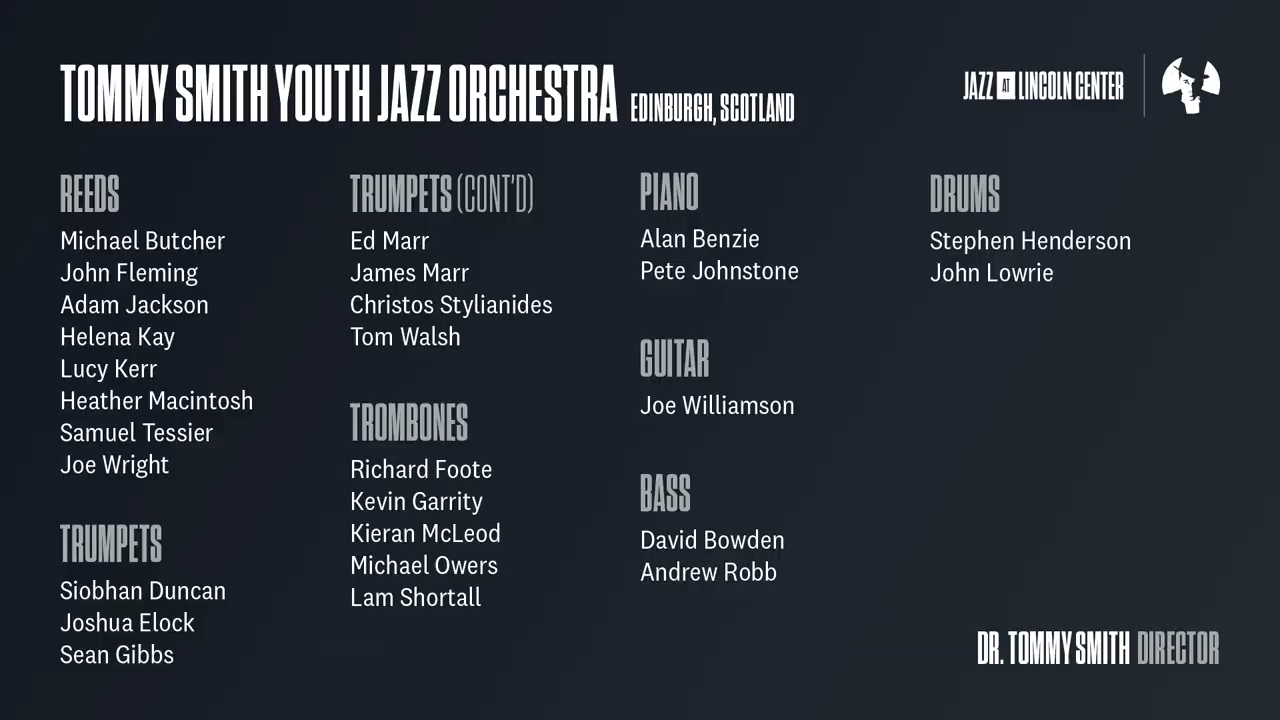 TOMMY SMITH YOUTH JAZZ ORCHESTRA EDINBURGH, SCOTLAND
JAZZ AT LINCOLN CENTER
REEDS
Michael Butcher
John Fleming
Adam Jackson
Helena Kay
Lucy Kerr
Heather Macintosh
Samuel Tessier
Joe Wright
TRUMPETS
Siobhan Duncan
Joshua Elock
Sean Gibbs
TRUMPETS (CONT'D)
Ed Marr
James Marr
Christos Stylianides
Tom Walsh
TROMBONES
Richard Foote
Kevin Garrity
Kieran McLeod
Michael Owers
Lam Shortall
PIANO
Alan Benzie
Pete Johnstone
GUITAR
Joe Williamson
BASS
David Bowden
Andrew Robb
DRUMS
Stephen Henderson
John Lowrie
DR. TOMMY SMITH DIRECTOR